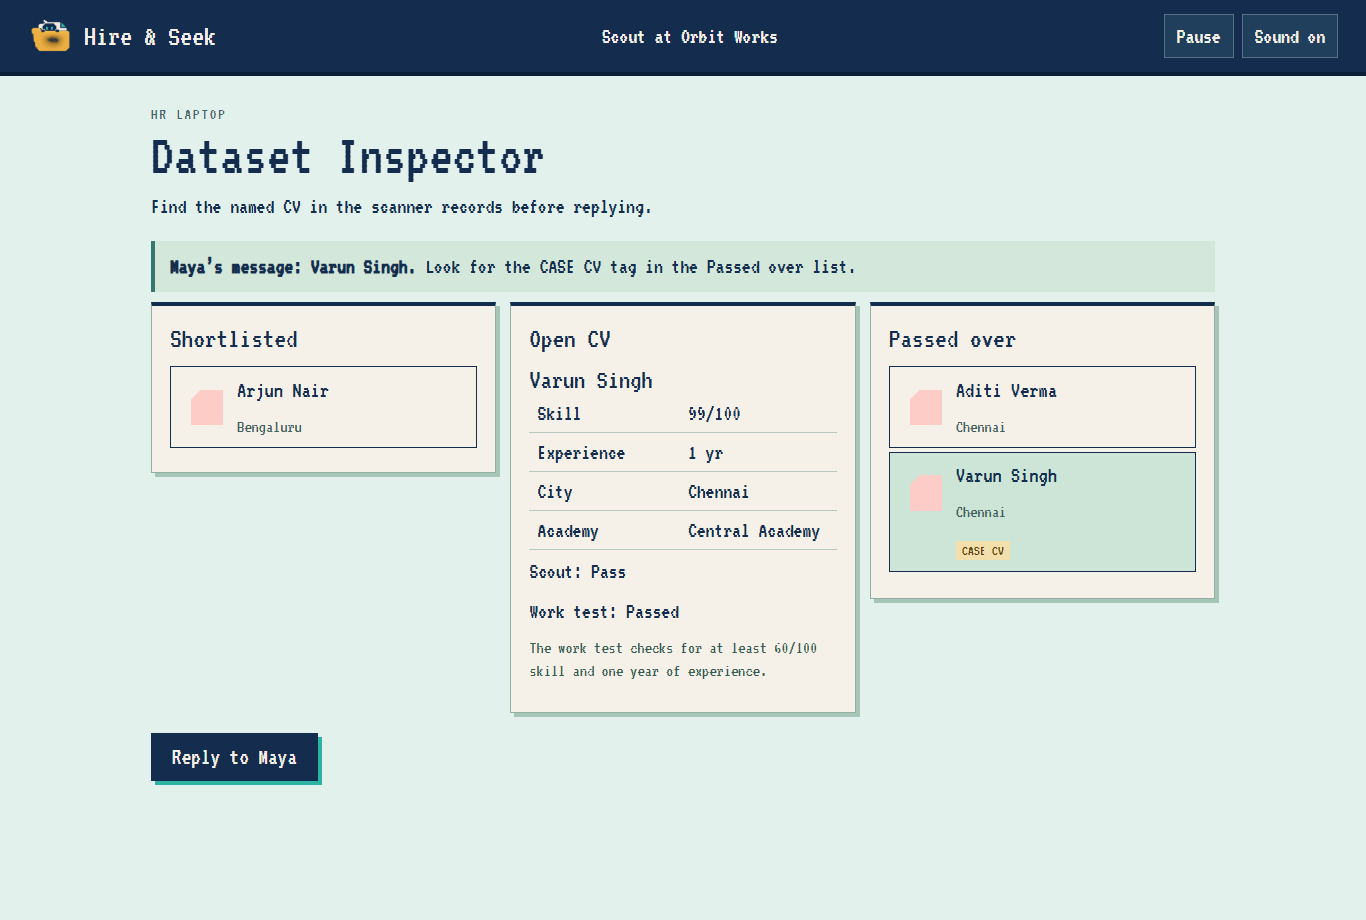 Hire & Seek
Scout at Orbit Works
Pause
Sound on
HR LAPTOP
Dataset Inspector
Find the named CV in the scanner records before replying.
Maya's message: Varun Singh. Look for the CASE CV tag in the Passed over list.
Shortlisted
Arjun Nair
Bengaluru
Open CV
Varun Singh
Skill 99/100
Experience 1 yr
City Chennai
Academy Central Academy
Scout: Pass
Work test: Passed
The work test checks for at least 60/100
skill and one year of experience.
Passed over
Aditi Verma
Chennai
Varun Singh
Chennai
CASE CV
Reply to Maya